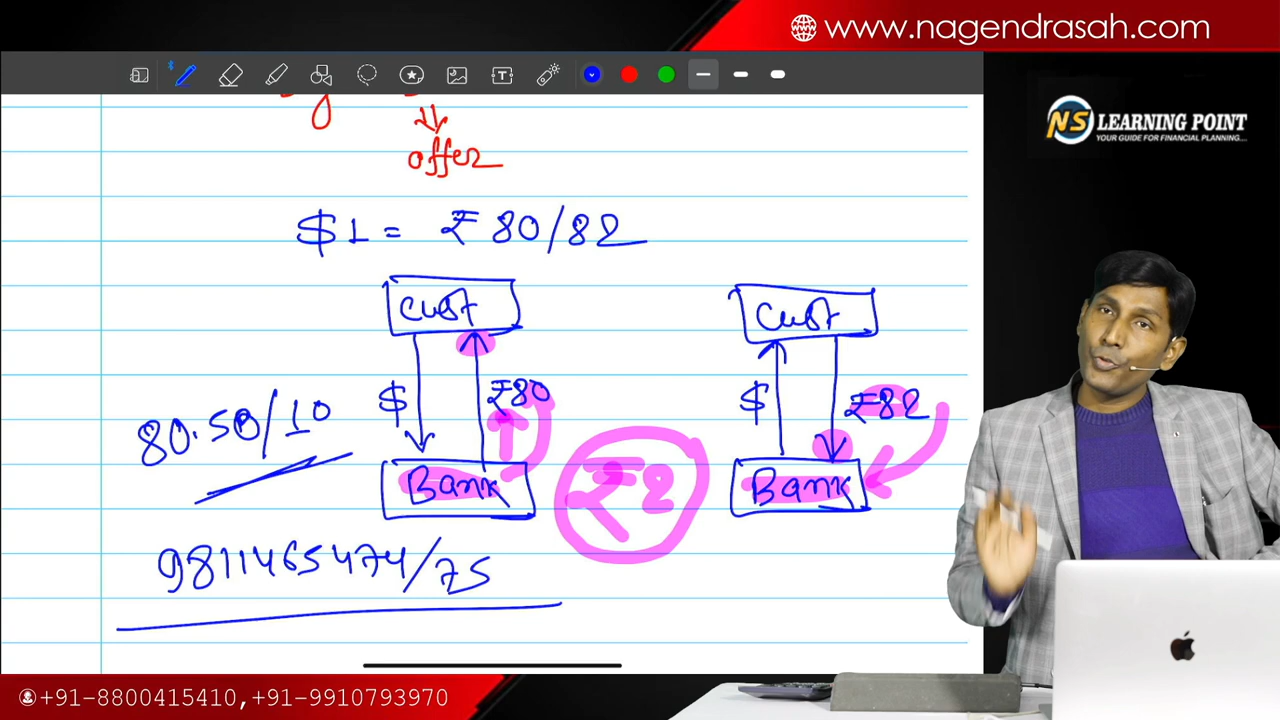 www.nagendrasah.com
NS LEARNING POINT
YOUR GUIDE FOR FINANCIAL PLANNING....
offer
$1 = ₹80/82
Cust
Cust
$
₹80
$
₹82
80.50/10
Bank
₹2
Bank
9811465474/75
+91-8800415410,+91-9910793970